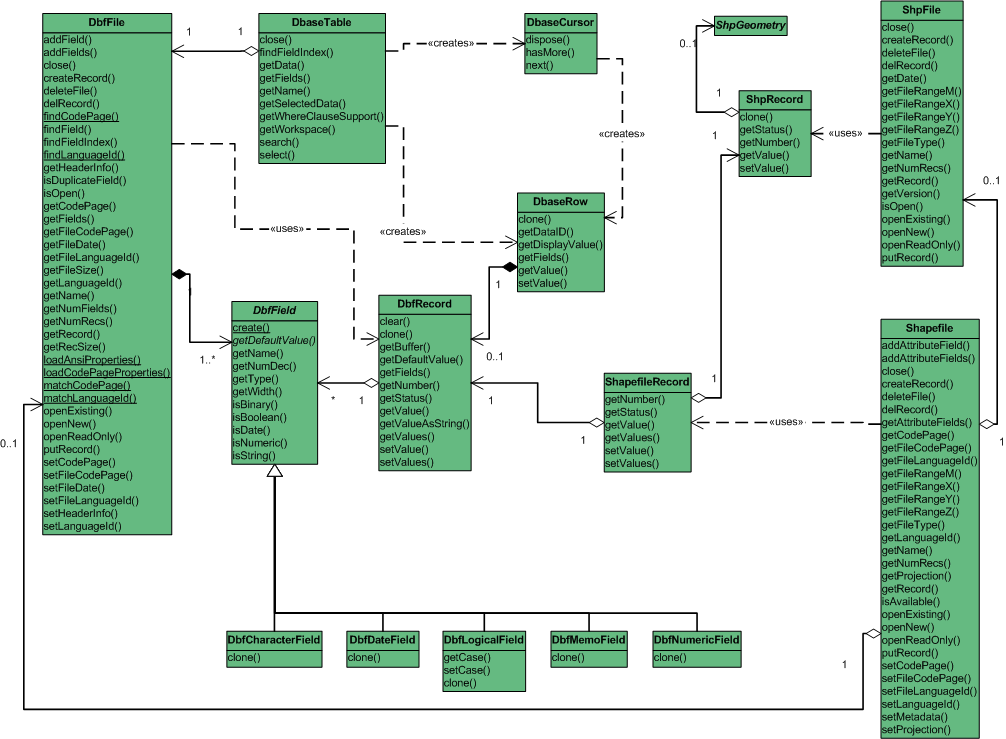 DbfFile
addField()
addFields()
close()
createRecord()
deleteFile()
delRecord()
findCodePage()
findField()
findFieldIndex()
findLanguageId()
getHeaderInfo()
isDuplicateField()
isOpen()
getCodePage()
getFields()
getFileCodePage()
getFileDate()
getFileLanguageId()
getFileSize()
getLanguageId()
getName()
getNumFields()
getNumRecs()
getRecord()
getRecSize()
loadAnsiProperties()
loadCodePageProperties()
matchCodePage()
matchLanguageId()
openExisting()
openNew()
openReadOnly()
putRecord()
setCodePage()
setFileCodePage()
setFileDate()
setFileLanguageId()
setHeaderInfo()
setLanguageId()
1
1
DbaseTable
close()
findFieldIndex()
getData()
getFields()
getName()
getSelectedData()
getWhereClauseSupport()
getWorkspace()
search()
select()
«creates»
DbaseCursor
dispose()
hasMore()
next()
«creates»
«creates»
«uses»
DbaseRow
clone()
getDataID()
getDisplayValue()
getFields()
getValue()
setValue()
1
0..1
1
1..*
DbfField
create()
getDefaultValue()
getName()
getNumDec()
getType()
getWidth()
isBinary()
isBoolean()
isDate()
isNumeric()
isString()
*
1
DbfRecord
clear()
clone()
getBuffer()
getDefaultValue()
getFields()
getNumber()
getStatus()
getValue()
getValueAsString()
getValues()
setValue()
setValues()
1
1
ShapefileRecord
getNumber()
getStatus()
getValue()
getValues()
setValue()
setValues()
1
1
«uses»
ShpGeometry
0..1
1
ShpRecord
clone()
getStatus()
getNumber()
getValue()
setValue()
«uses»
ShpFile
close()
createRecord()
deleteFile()
delRecord()
getDate()
getFileRangeM()
getFileRangeX()
getFileRangeY()
getFileRangeZ()
getFileType()
getName()
getNumRecs()
getRecord()
getVersion()
isOpen()
openExisting()
openNew()
openReadOnly()
putRecord()
0..1
1
Shapefile
addAttributeField()
addAttributeFields()
close()
createRecord()
deleteFile()
delRecord()
getAttributeFields()
getCodePage()
getFileCodePage()
getFileLanguageId()
getFileRangeM()
getFileRangeX()
getFileRangeY()
getFileRangeZ()
getFileType()
getLanguageId()
getName()
getNumRecs()
getProjection()
getRecord()
isAvailable()
openExisting()
openNew()
openReadOnly()
putRecord()
setCodePage()
setFileCodePage()
setFileLanguageId()
setLanguageId()
setMetadata()
setProjection()
1
0..1
DbfCharacterField
clone()
DbfDateField
clone()
DbfLogicalField
getCase()
setCase()
clone()
DbfMemoField
clone()
DbfNumericField
clone()